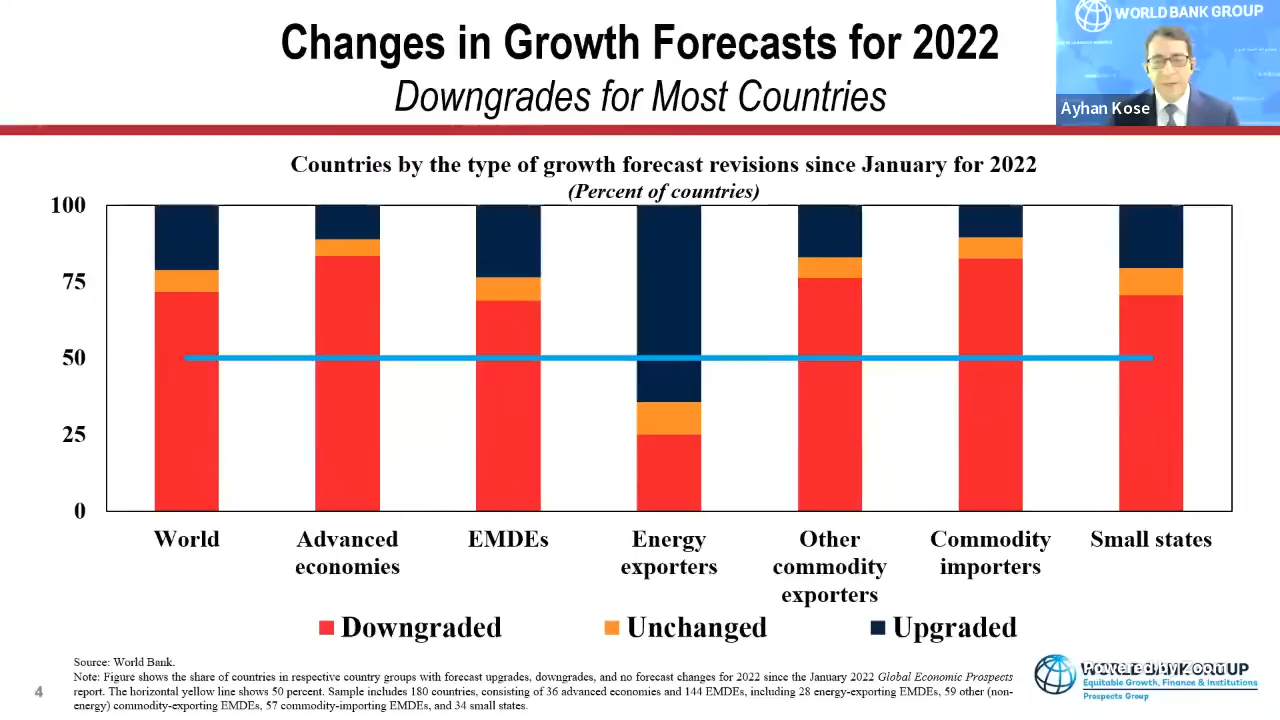 Changes in Growth Forecasts for 2022
Downgrades for Most Countries
WORLD BANK GROUP
Ayhan Kose
Countries by the type of growth forecast revisions since January for 2022
(Percent of countries)
100
75
50
25
0
World
Advanced
economies
EMDEs
Energy
exporters
Other
commodity
exporters
Commodity
importers
Small states
Downgraded
Unchanged
Upgraded
Source: World Bank.
Note: Figure shows the share of countries in respective country groups with forecast upgrades, downgrades, and no forecast changes for 2022 since the January 2022 Global Economic Prospects
report. The horizontal yellow line shows 50 percent. Sample includes 180 countries, consisting of 36 advanced economies and 144 EMDEs, including 28 energy-exporting EMDEs, 59 other (non-
energy) commodity-exporting EMDEs, 57 commodity-importing EMDEs, and 34 small states.
4
WORLD BANK GROUP
Powered by Zoom
Equitable Growth, Finance & Institutions
Prospects Group